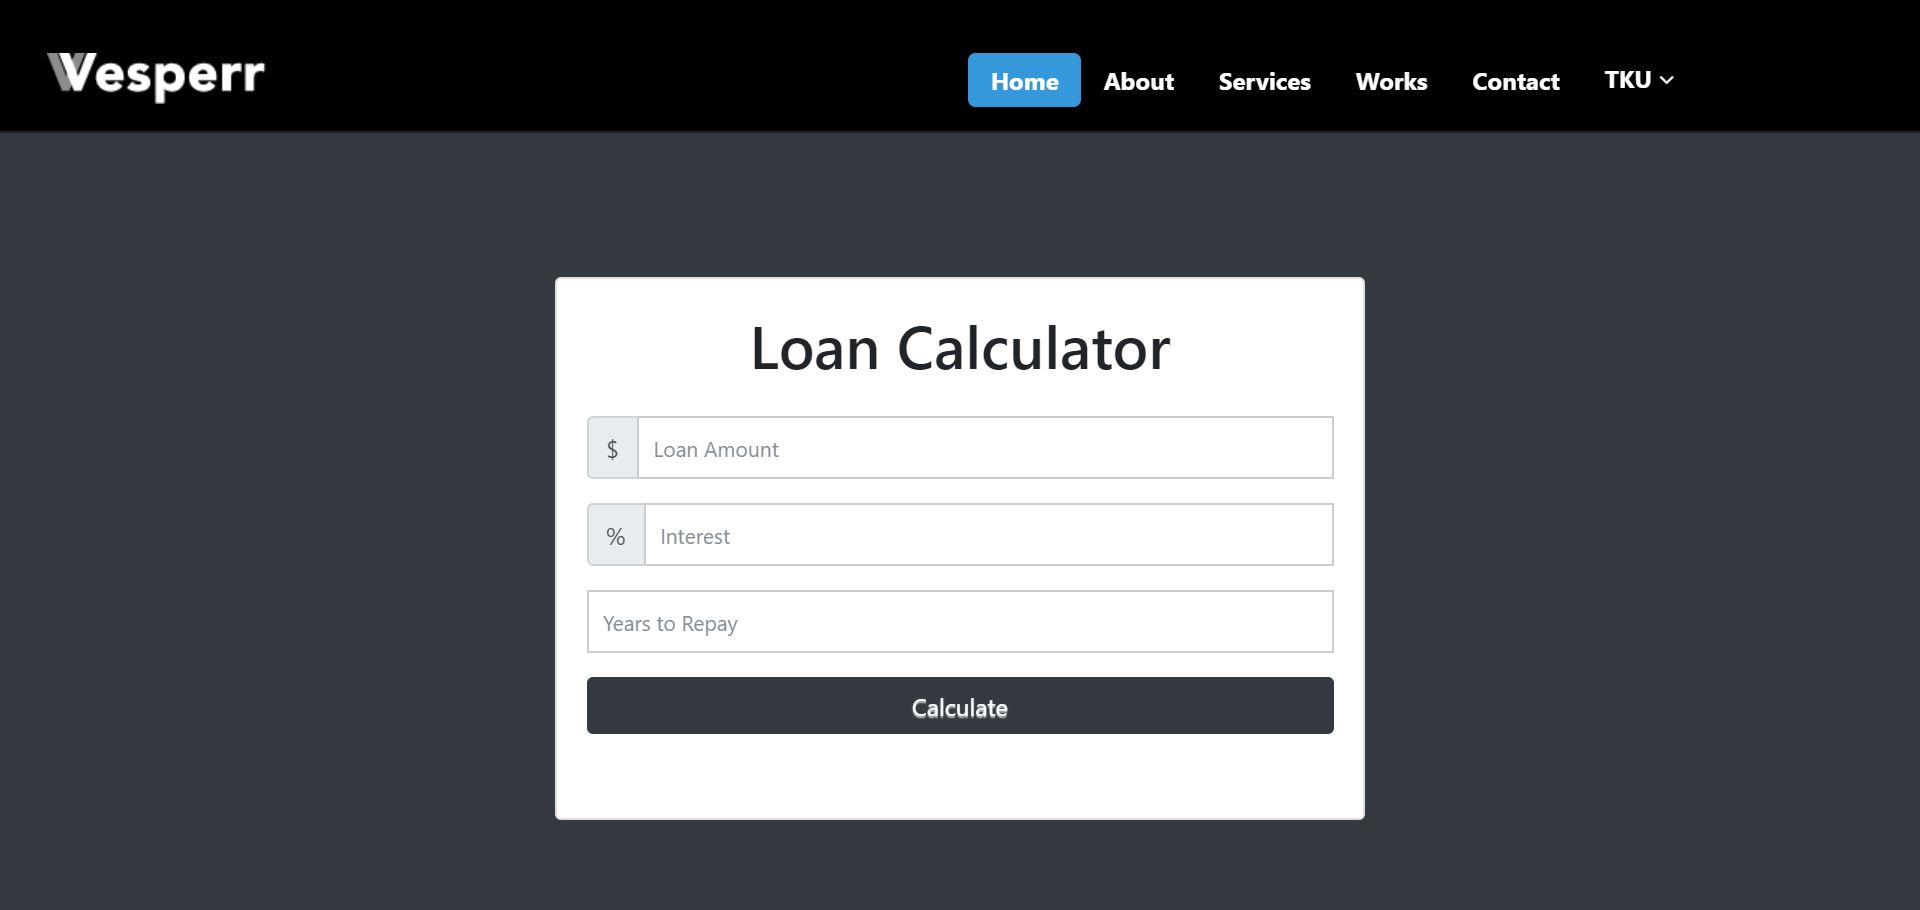 Vesperr
Home About Services Works Contact TKU
Loan Calculator
$ Loan Amount
% Interest
Years to Repay
Calculate